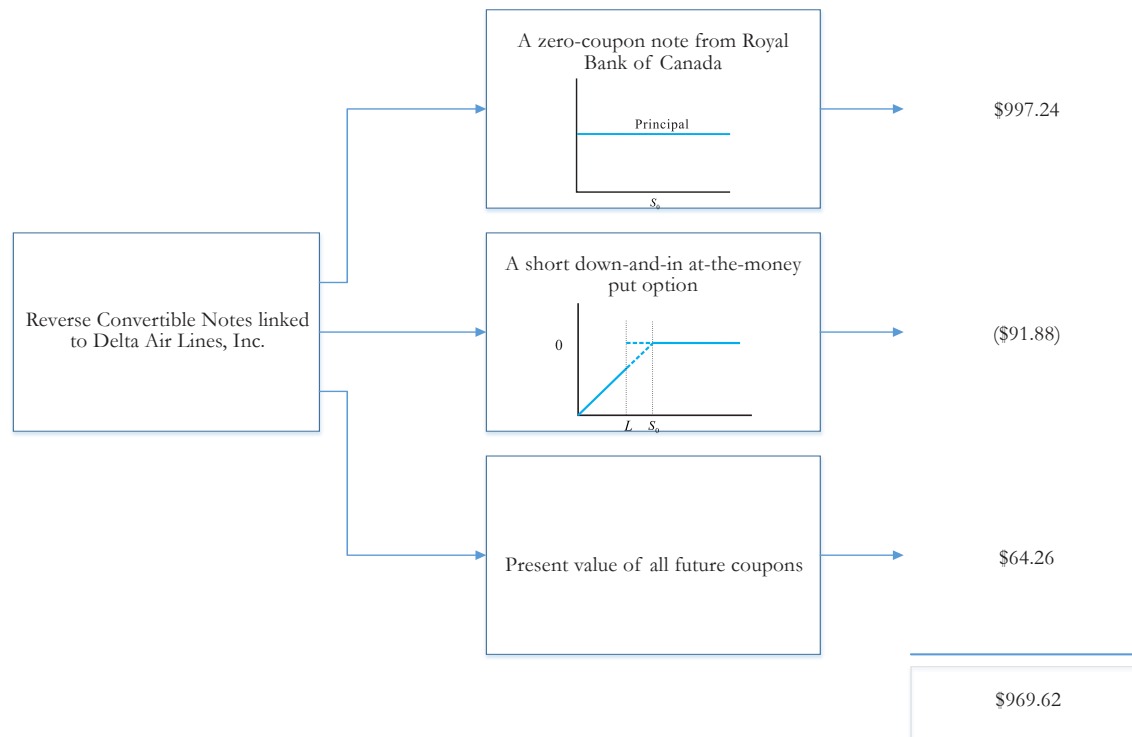 A zero-coupon note from Royal
Bank of Canada
Principal
S₀
$997.24
Reverse Convertible Notes linked
to Delta Air Lines, Inc.
A short down-and-in at-the-money
put option
0
L S₀
($91.88)
Present value of all future coupons
$64.26
$969.62